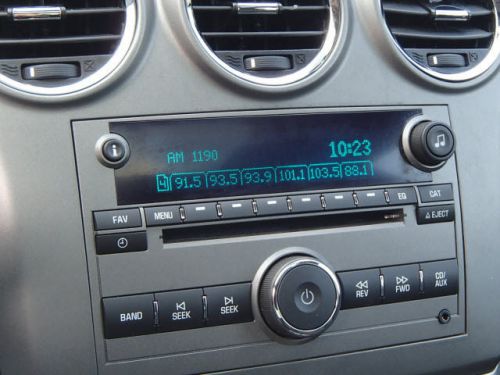 AM 1190
10:23
4
91.5 93.5 93.9 101.1 103.5 88.1
i
FAV
MENU
EQ
CAT
EJECT
BAND
SEEK
SEEK
REV
FWD
CD/
AUX